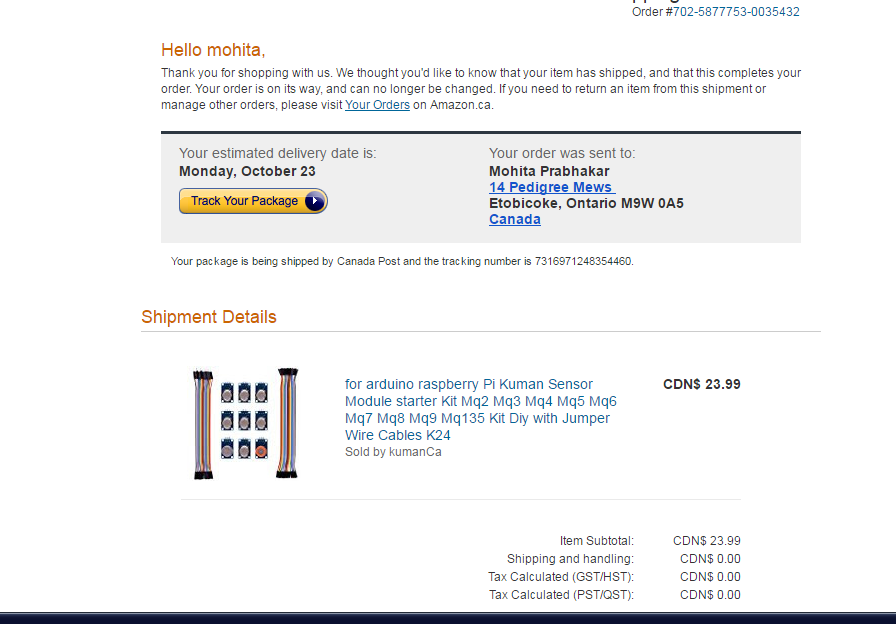 Order #702-5877753-0035432
Hello mohita,
Thank you for shopping with us. We thought you'd like to know that your item has shipped, and that this completes your
order. Your order is on its way, and can no longer be changed. If you need to return an item from this shipment or
manage other orders, please visit Your Orders on Amazon.ca.
Your estimated delivery date is:
Monday, October 23
Track Your Package
Your order was sent to:
Mohita Prabhakar
14 Pedigree Mews
Etobicoke, Ontario M9W 0A5
Canada
Your package is being shipped by Canada Post and the tracking number is 7316971248354460.
Shipment Details
for arduino raspberry Pi Kuman Sensor
Module starter Kit Mq2 Mq3 Mq4 Mq5 Mq6
Mq7 Mq8 Mq9 Mq135 Kit Diy with Jumper
Wire Cables K24
Sold by kumanCa
CDN$ 23.99
Item Subtotal: CDN$ 23.99
Shipping and handling: CDN$ 0.00
Tax Calculated (GST/HST): CDN$ 0.00
Tax Calculated (PST/QST): CDN$ 0.00